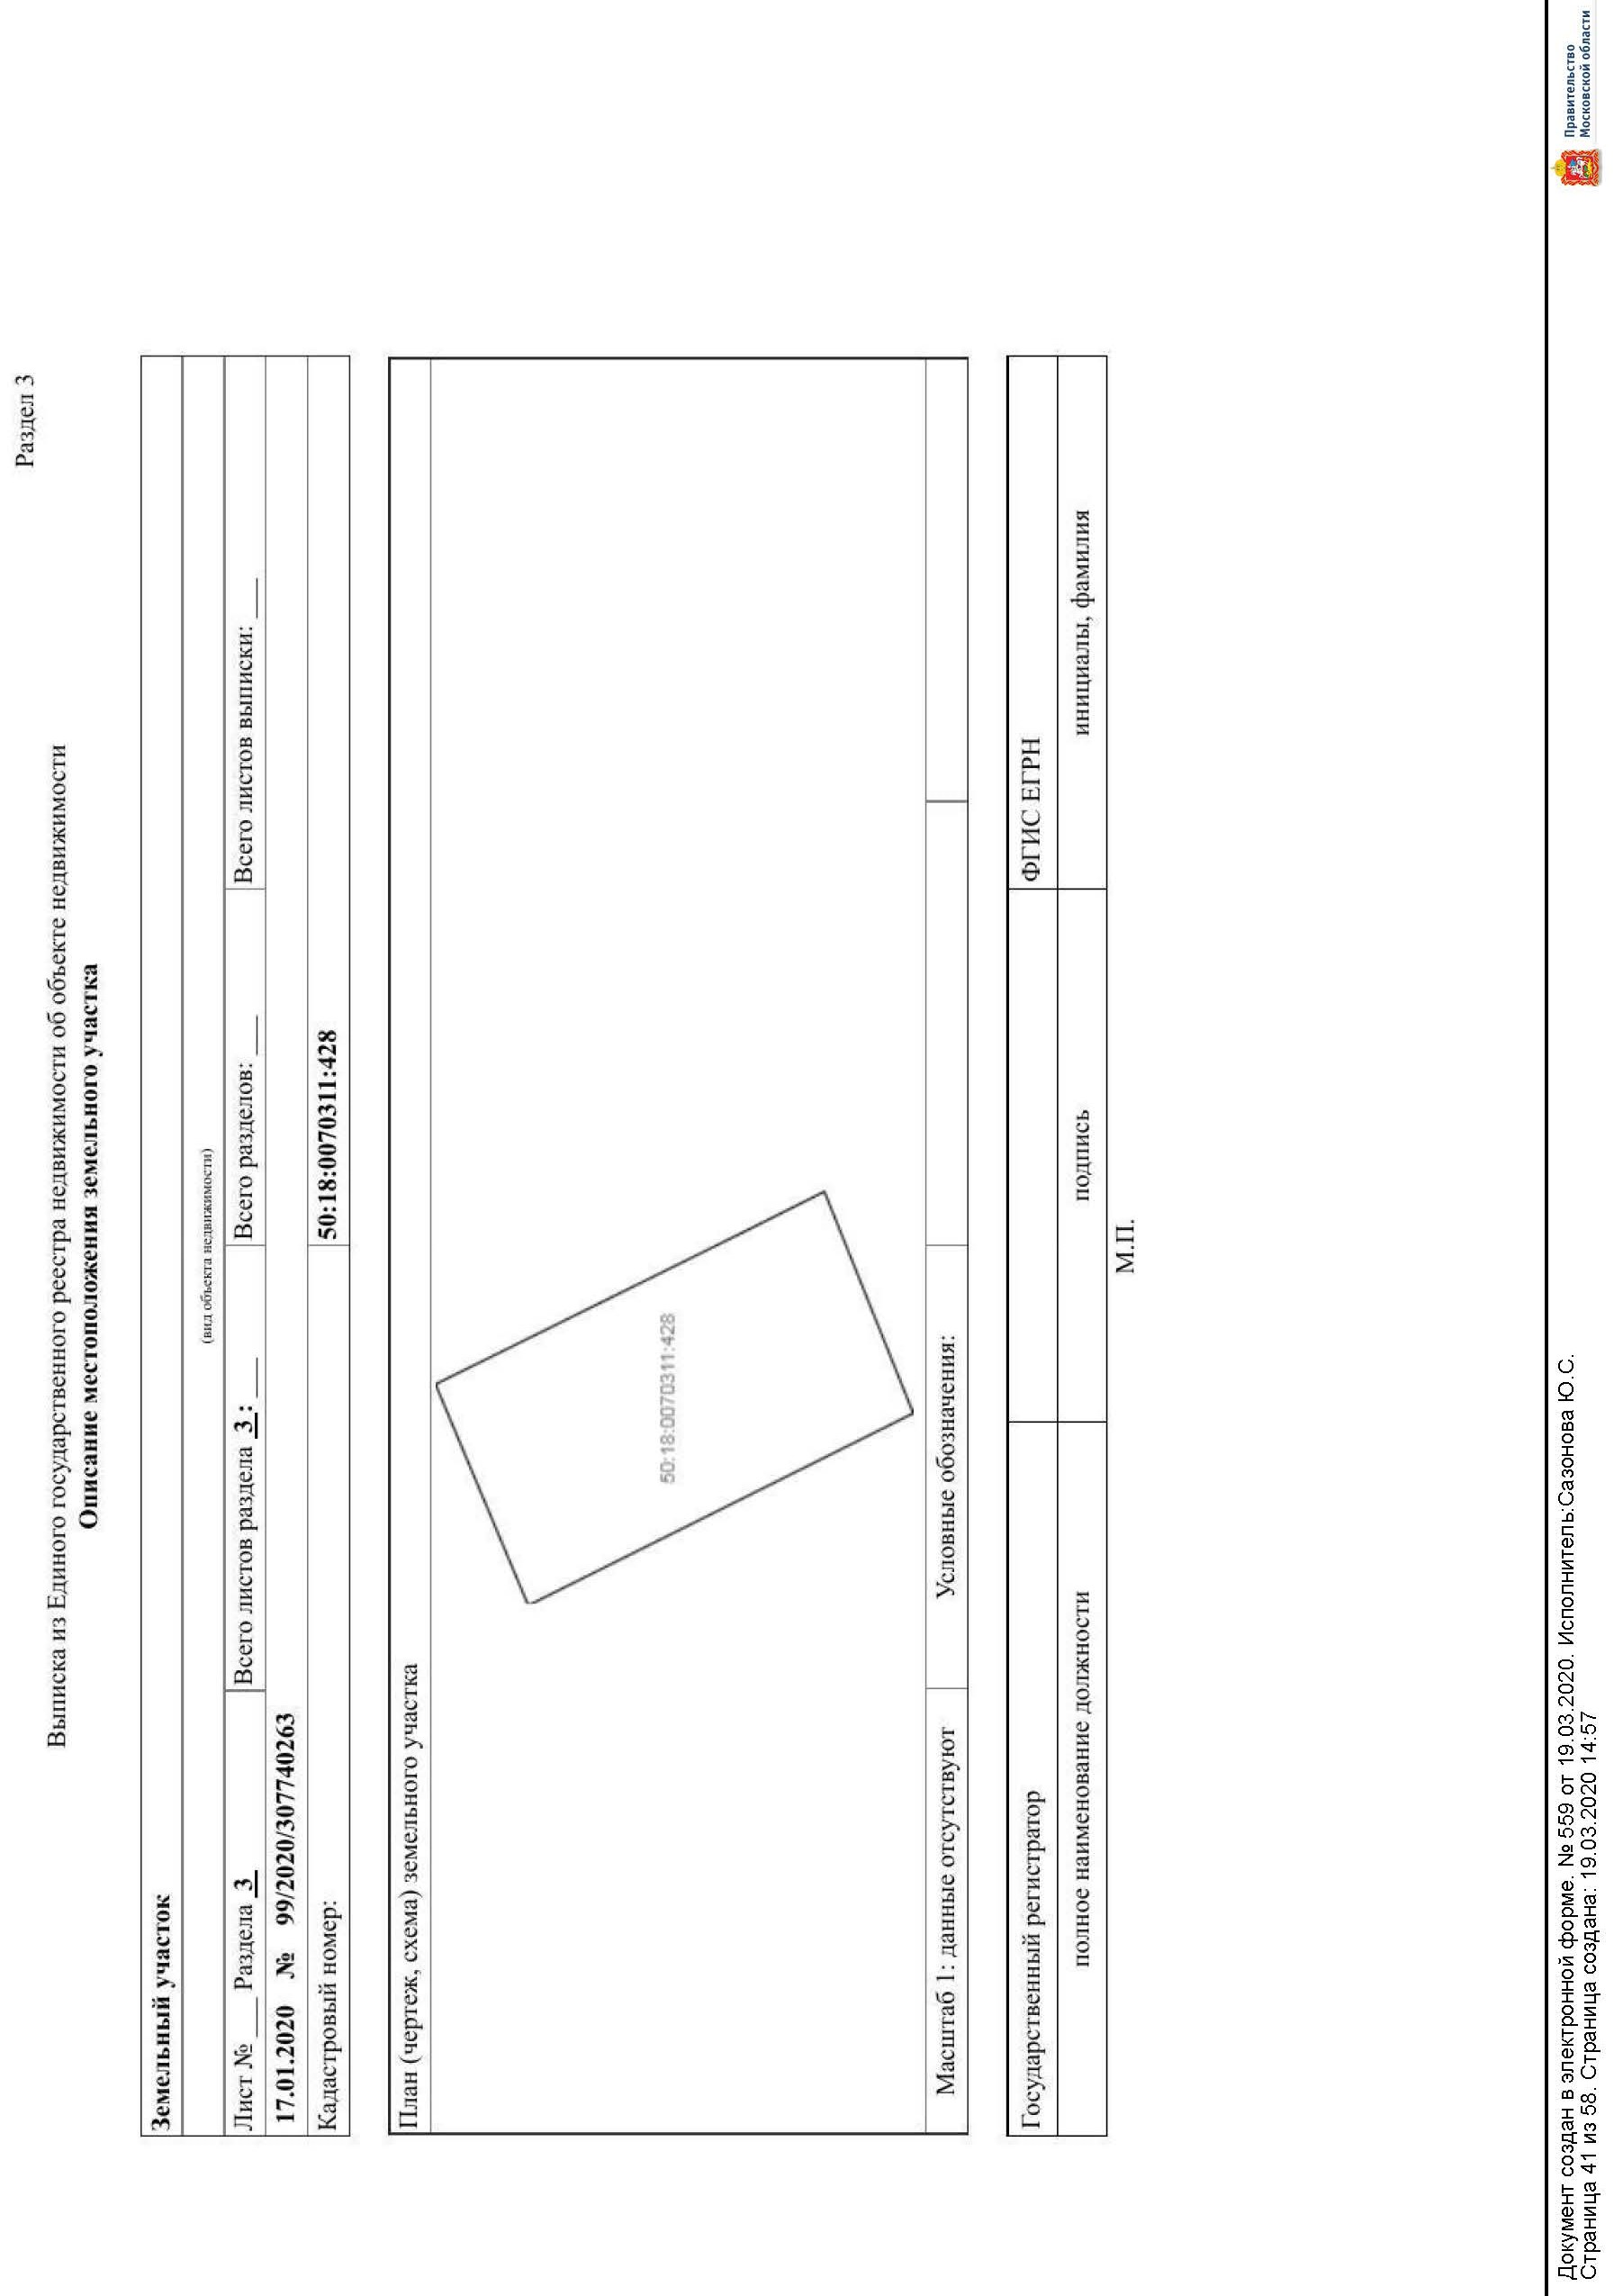 Раздел 3
Выписка из Единого государственного реестра недвижимости об объекте недвижимости
Описание местоположения земельного участка
Земельный участок
(вид объекта недвижимости)
Лист № ___ Раздела 3 Всего листов раздела 3 : ___ Всего разделов: ___ Всего листов выписки: ___
17.01.2020 № 99/2020/307740263
Кадастровый номер: 50:18:0070311:428
План (чертеж, схема) земельного участка
50:18:0070311:428
Масштаб 1: данные отсутствуют Условные обозначения:
Государственный регистратор ФГИС ЕГРН
полное наименование должности подпись инициалы, фамилия
М.П.
Документ создан в электронной форме. № 559 от 19.03.2020. Исполнитель:Сазонова Ю.С.
Страница 41 из 58. Страница создана: 19.03.2020 14:57
Правительство
Московской области